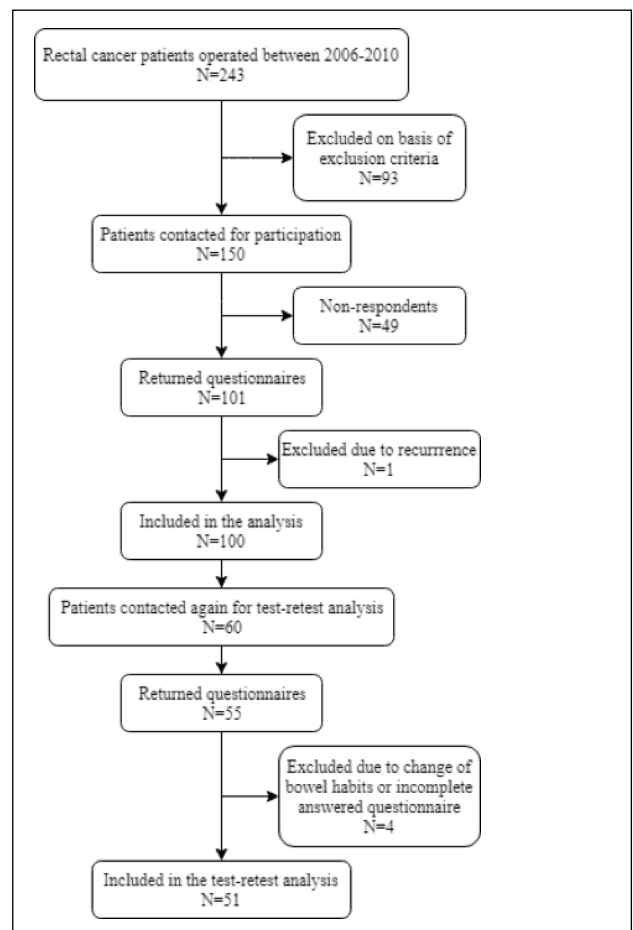 Rectal cancer patients operated between 2006-2010
N=243
Excluded on basis of
exclusion criteria
N=93
Patients contacted for participation
N=150
Non-respondents
N=49
Returned questionnaires
N=101
Excluded due to recurrrence
N=1
Included in the analysis
N=100
Patients contacted again for test-retest analysis
N=60
Returned questionnaires
N=55
Excluded due to change of
bowel habits or incomplete
answered questionnaire
N=4
Included in the test-retest analysis
N=51